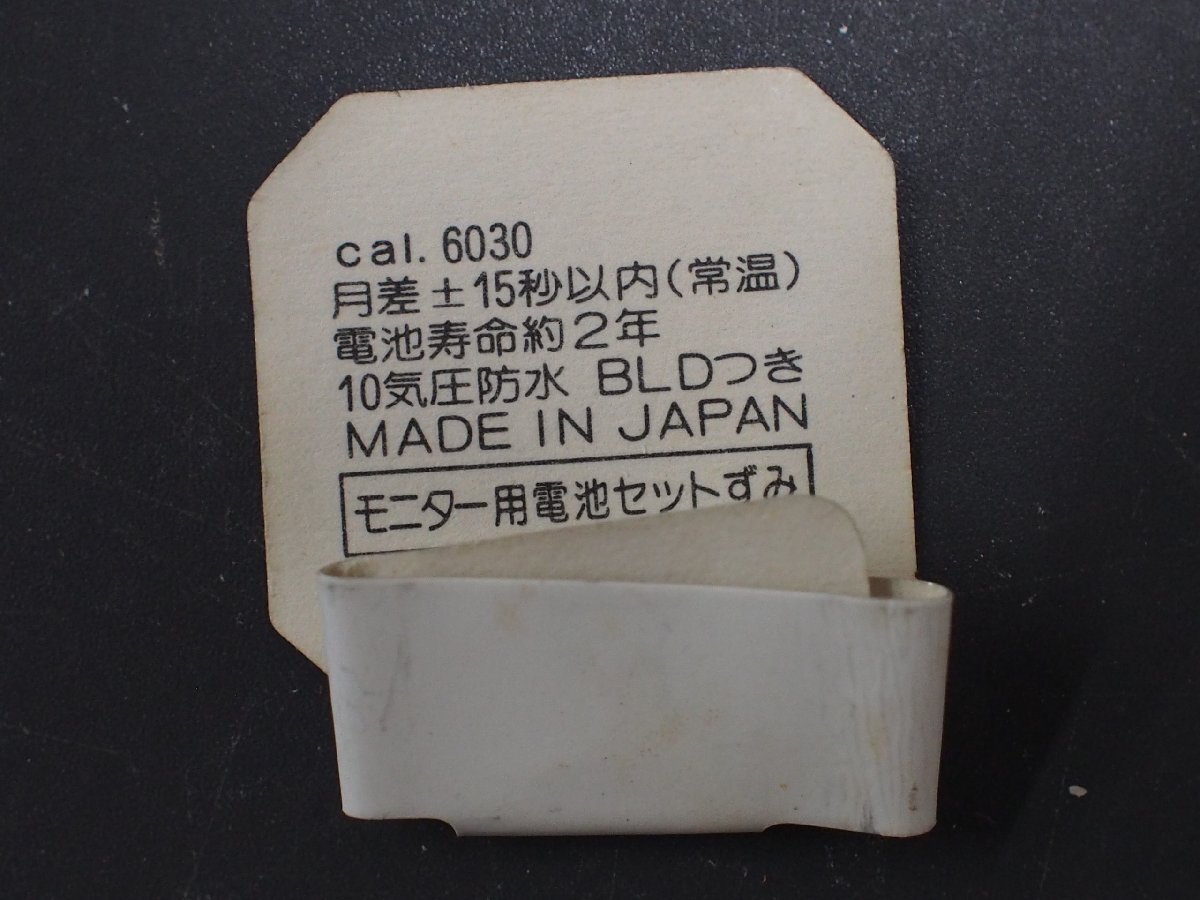 cal. 6030
月差±15秒以内(常温)
電池寿命約2年
10気圧防水 BLDつき
MADE IN JAPAN
モニター用電池セットずみ